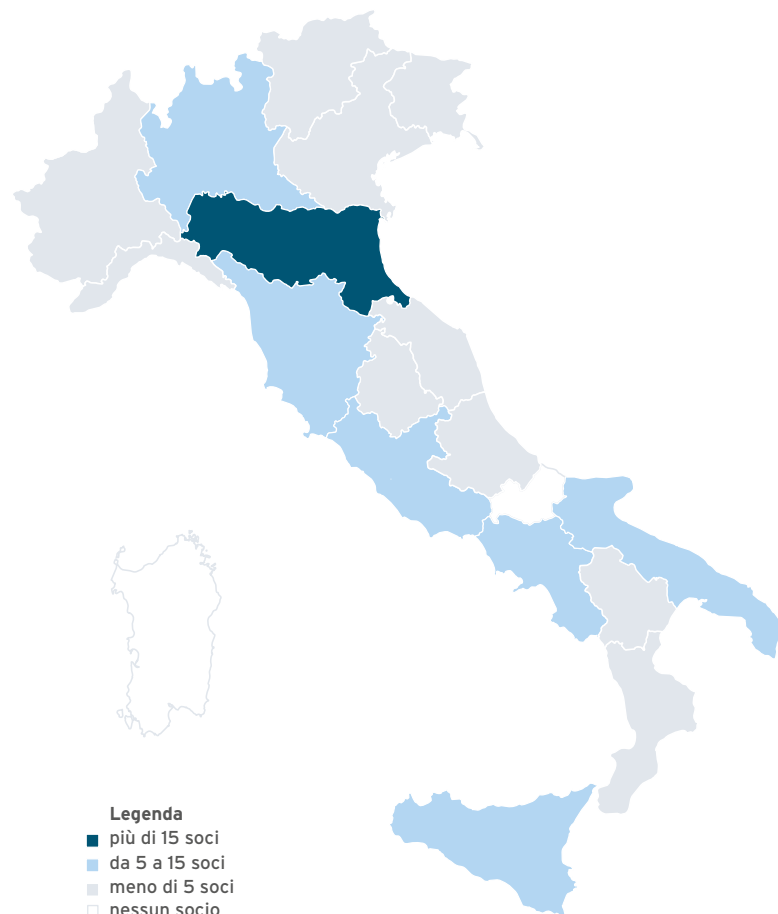 Legenda
più di 15 soci
da 5 a 15 soci
meno di 5 soci
nessun socio